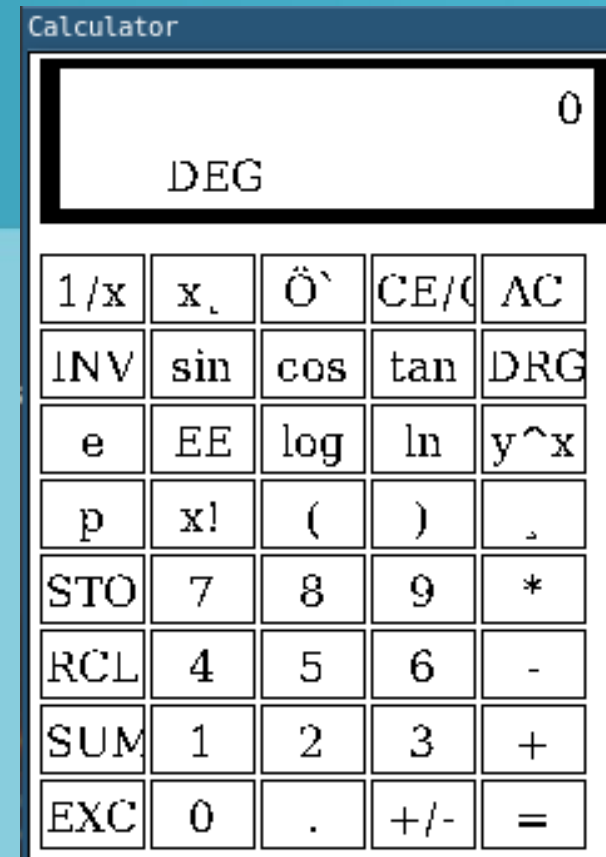 Calculator
0
DEG
1/x x˛ Ö` CE/C AC
INV sin cos tan DRG
e EE log ln y^x
p x! ( ) ¸
STO 7 8 9 *
RCL 4 5 6 -
SUM 1 2 3 +
EXC 0 . +/- =